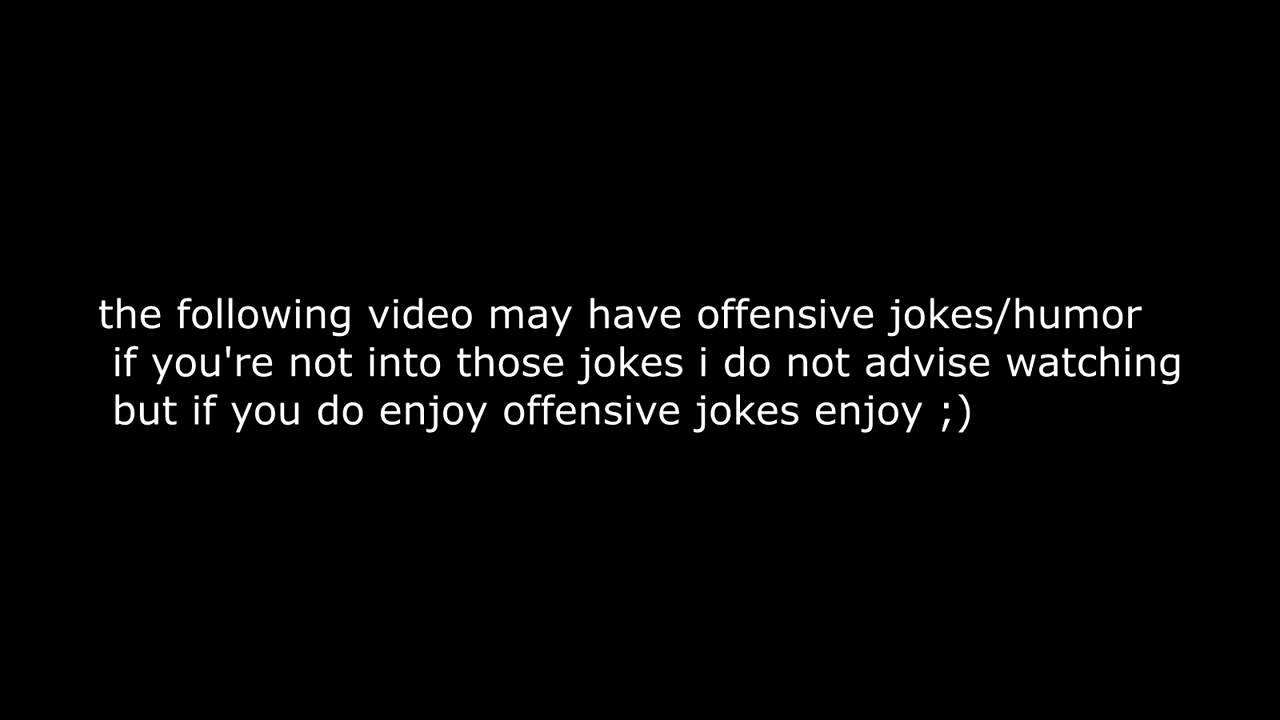 the following video may have offensive jokes/humor
if you're not into those jokes i do not advise watching
but if you do enjoy offensive jokes enjoy ;)